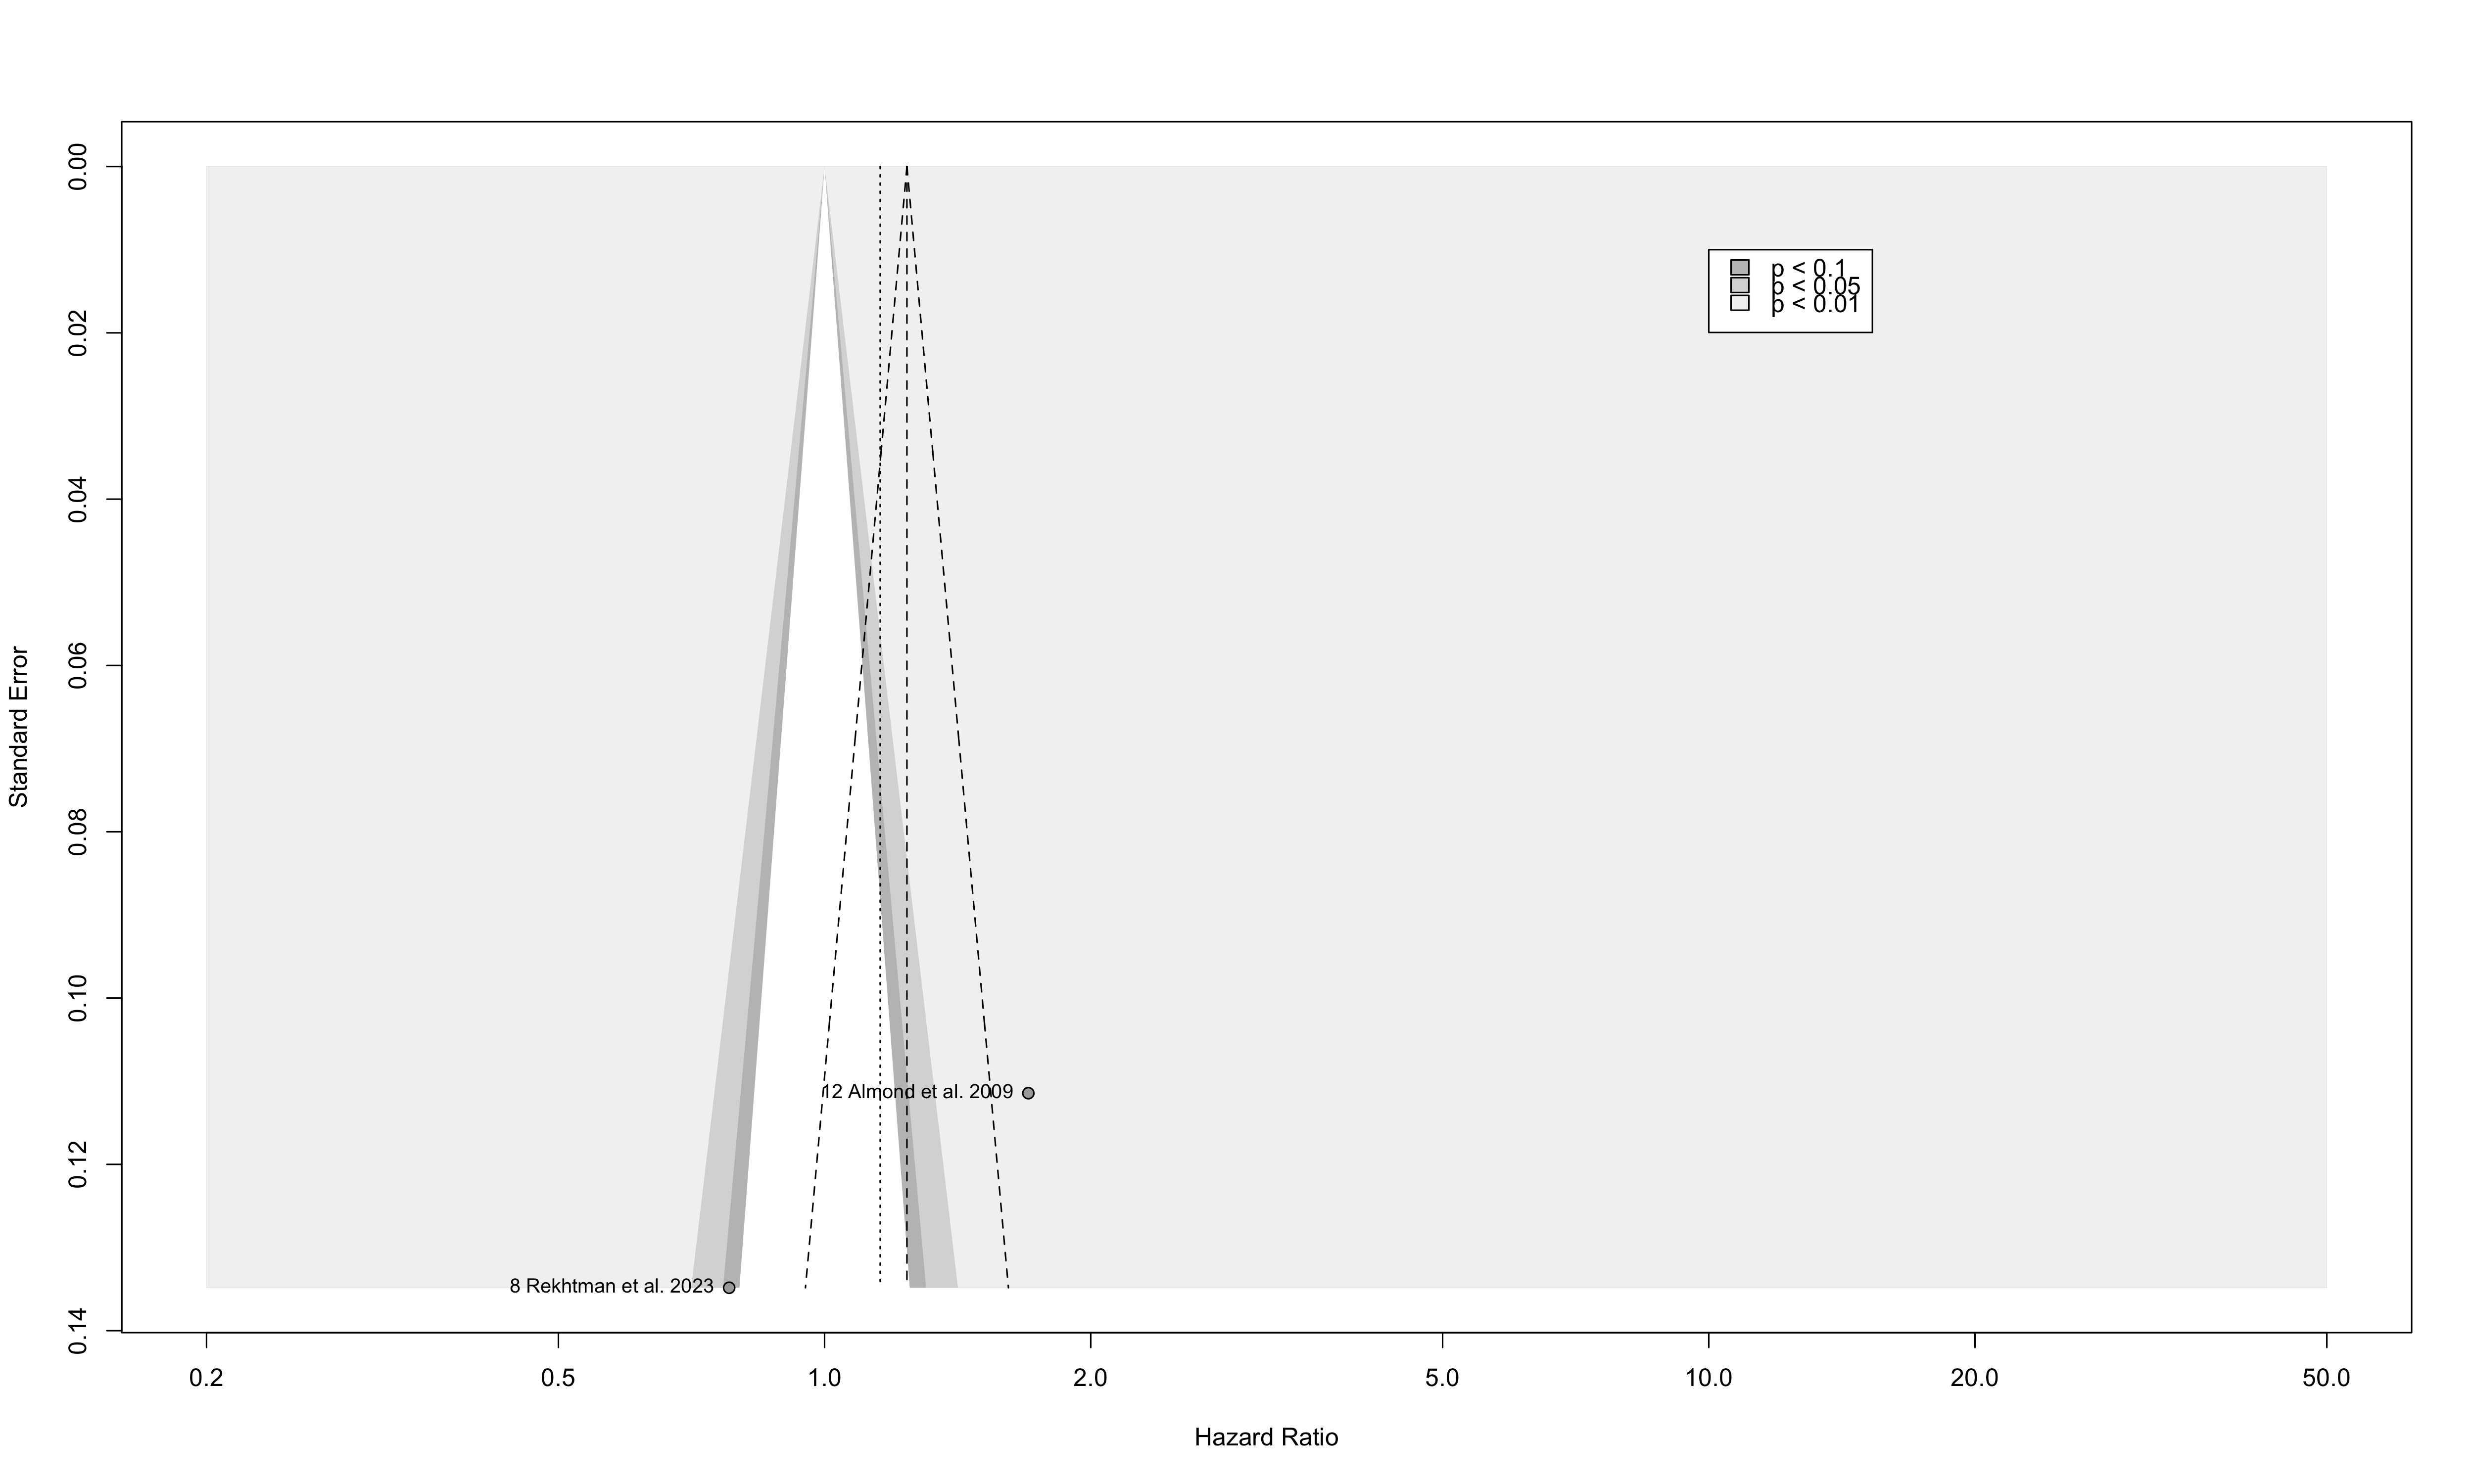 0.00
0.02
0.04
0.06
0.08
0.10
0.12
0.14
Standard Error
p < 0.1
p < 0.05
p < 0.01
12 Almond et al. 2009
8 Rekhtman et al. 2023
0.2 0.5 1.0 2.0 5.0 10.0 20.0 50.0
Hazard Ratio